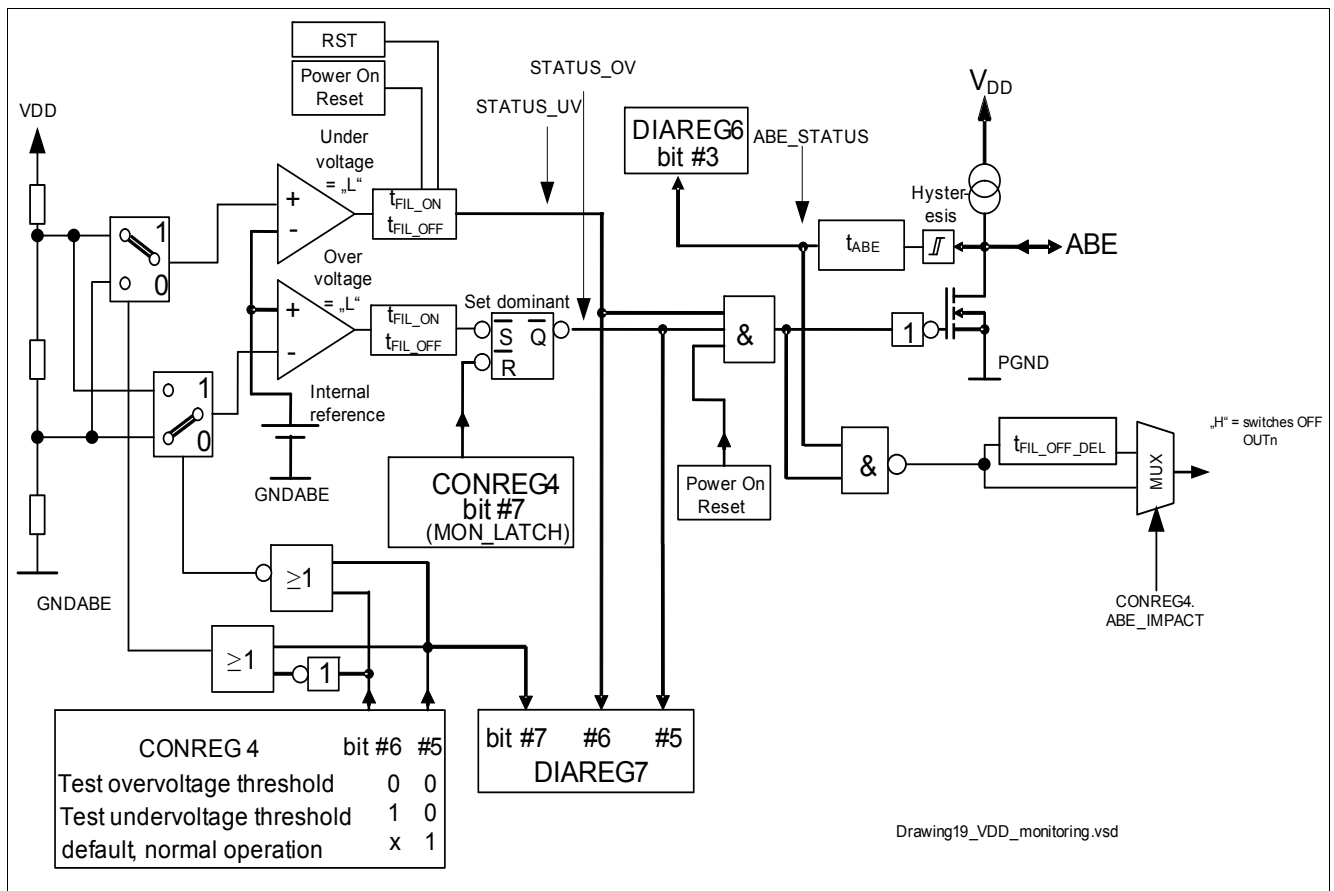 RST
Power On
Reset
VDD
Under
voltage
= „L“
tFIL_ON
tFIL_OFF
STATUS_OV
STATUS_UV
DIAREG6
bit #3
ABE_STATUS
VDD
Hyster-
esis
tABE
ABE
1
0
+
-
Over
voltage
= „L“
+
-
tFIL_ON
tFIL_OFF
Set dominant
S Q
R
&
1
PGND
1
0
Internal
reference
GNDABE
CONREG4
bit #7
(MON_LATCH)
Power On
Reset
&
tFIL_OFF_DEL
MUX
„H“ = switches OFF
OUTn
CONREG4.
ABE_IMPACT
GNDABE
≥1
≥1
1
CONREG 4 bit #6 #5
Test overvoltage threshold 0 0
Test undervoltage threshold 1 0
default, normal operation x 1
bit #7 #6 #5
DIAREG7
Drawing19_VDD_monitoring.vsd